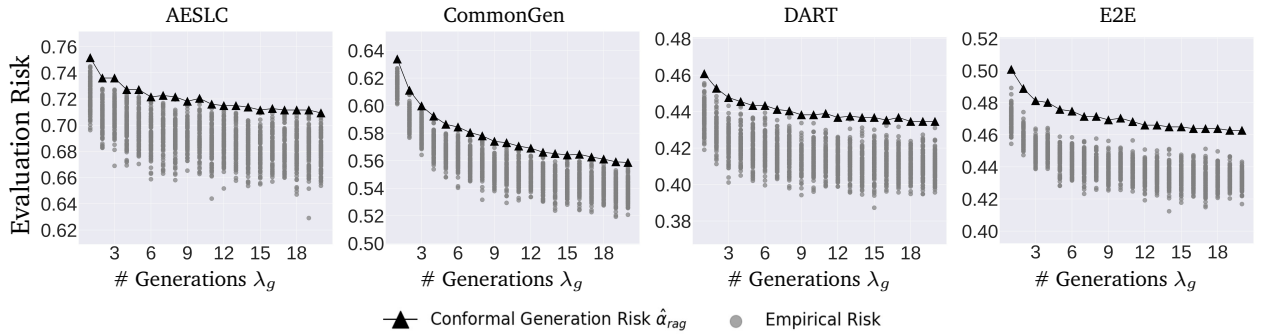 AESLC
CommonGen
DART
E2E
Evaluation Risk
0.76
0.74
0.72
0.70
0.68
0.66
0.64
0.62
0.64
0.62
0.60
0.58
0.56
0.54
0.52
0.50
0.48
0.46
0.44
0.42
0.40
0.38
0.52
0.50
0.48
0.46
0.44
0.42
0.40
3 6 9 12 15 18
3 6 9 12 15 18
3 6 9 12 15 18
3 6 9 12 15 18
# Generations λ_g
# Generations λ_g
# Generations λ_g
# Generations λ_g
Conformal Generation Risk α̂_rag
Empirical Risk